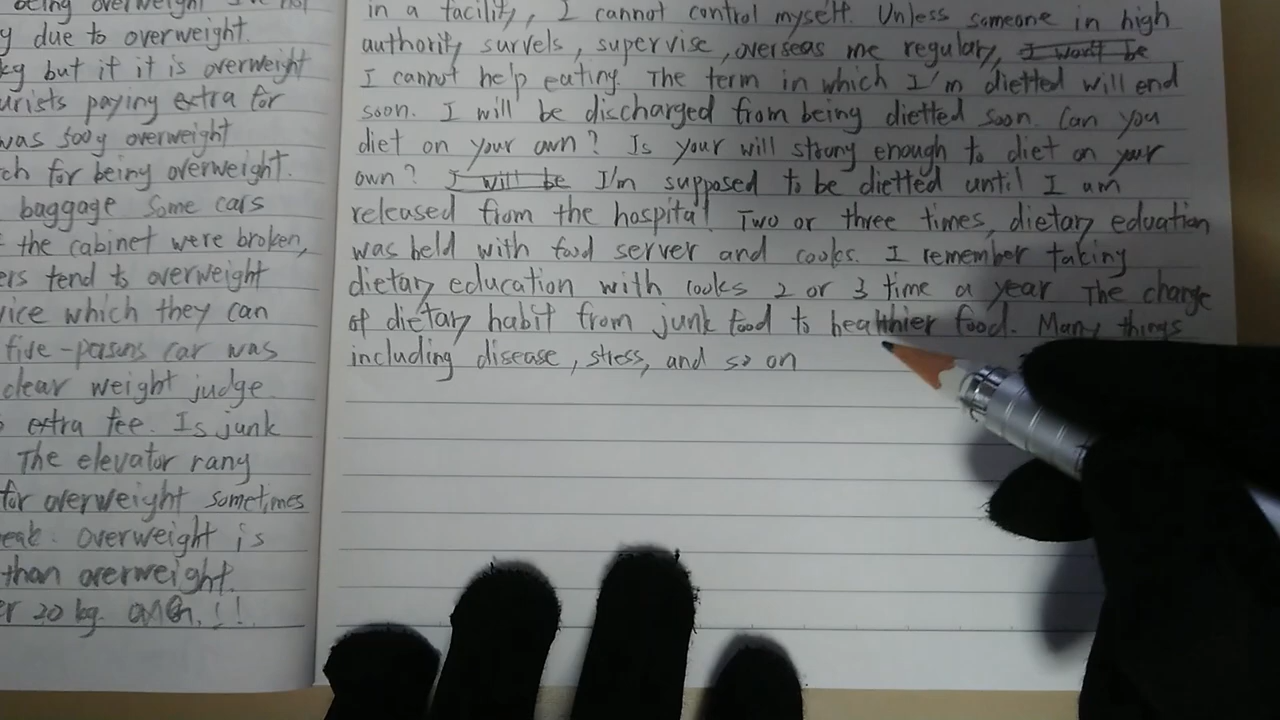 being overweight I've not
y due to overweight.
kg but if it is overweight
urists paying extra for
was 500g overweight
ch for being overweight.
baggage Some cars
the cabinet were broken,
ers tend to overweight
vice which they can
five-persons car was
clear weight judge
extra fee. Is junk
The elevator rang
for overweight sometimes
eak. overweight is
than overweight.
er 20 kg. !!
in a facility, I cannot control myself. Unless someone in high
authority survels, supervise, overseas me regulary, I won't be
I cannot help eating. The term in which I'm dietted will end
soon. I will be discharged from being dietted soon. Can you
diet on your own? Is your will strong enough to diet on your
own? I will be I'm supposed to be dietted until I am
released from the hospital Two or three times, dietary eduation
was held with food server and cooks. I remember taking
dietary education with cooks 2 or 3 time a year The change
of dietary habit from junk food to healthier food. Many things
including disease, stress, and so on